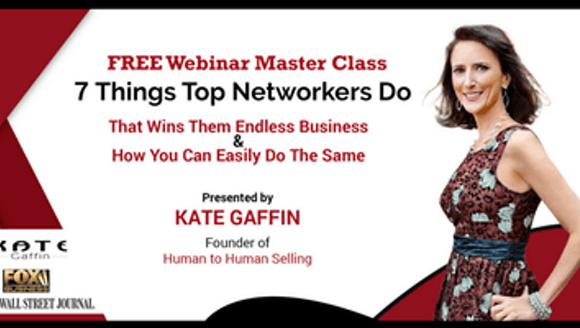 FREE Webinar Master Class
7 Things Top Networkers Do
That Wins Them Endless Business
&
How You Can Easily Do The Same
Presented by
KATE GAFFIN
Founder of
Human to Human Selling
KATE
Gaffin
FOX
BUSINESS
WALL STREET JOURNAL